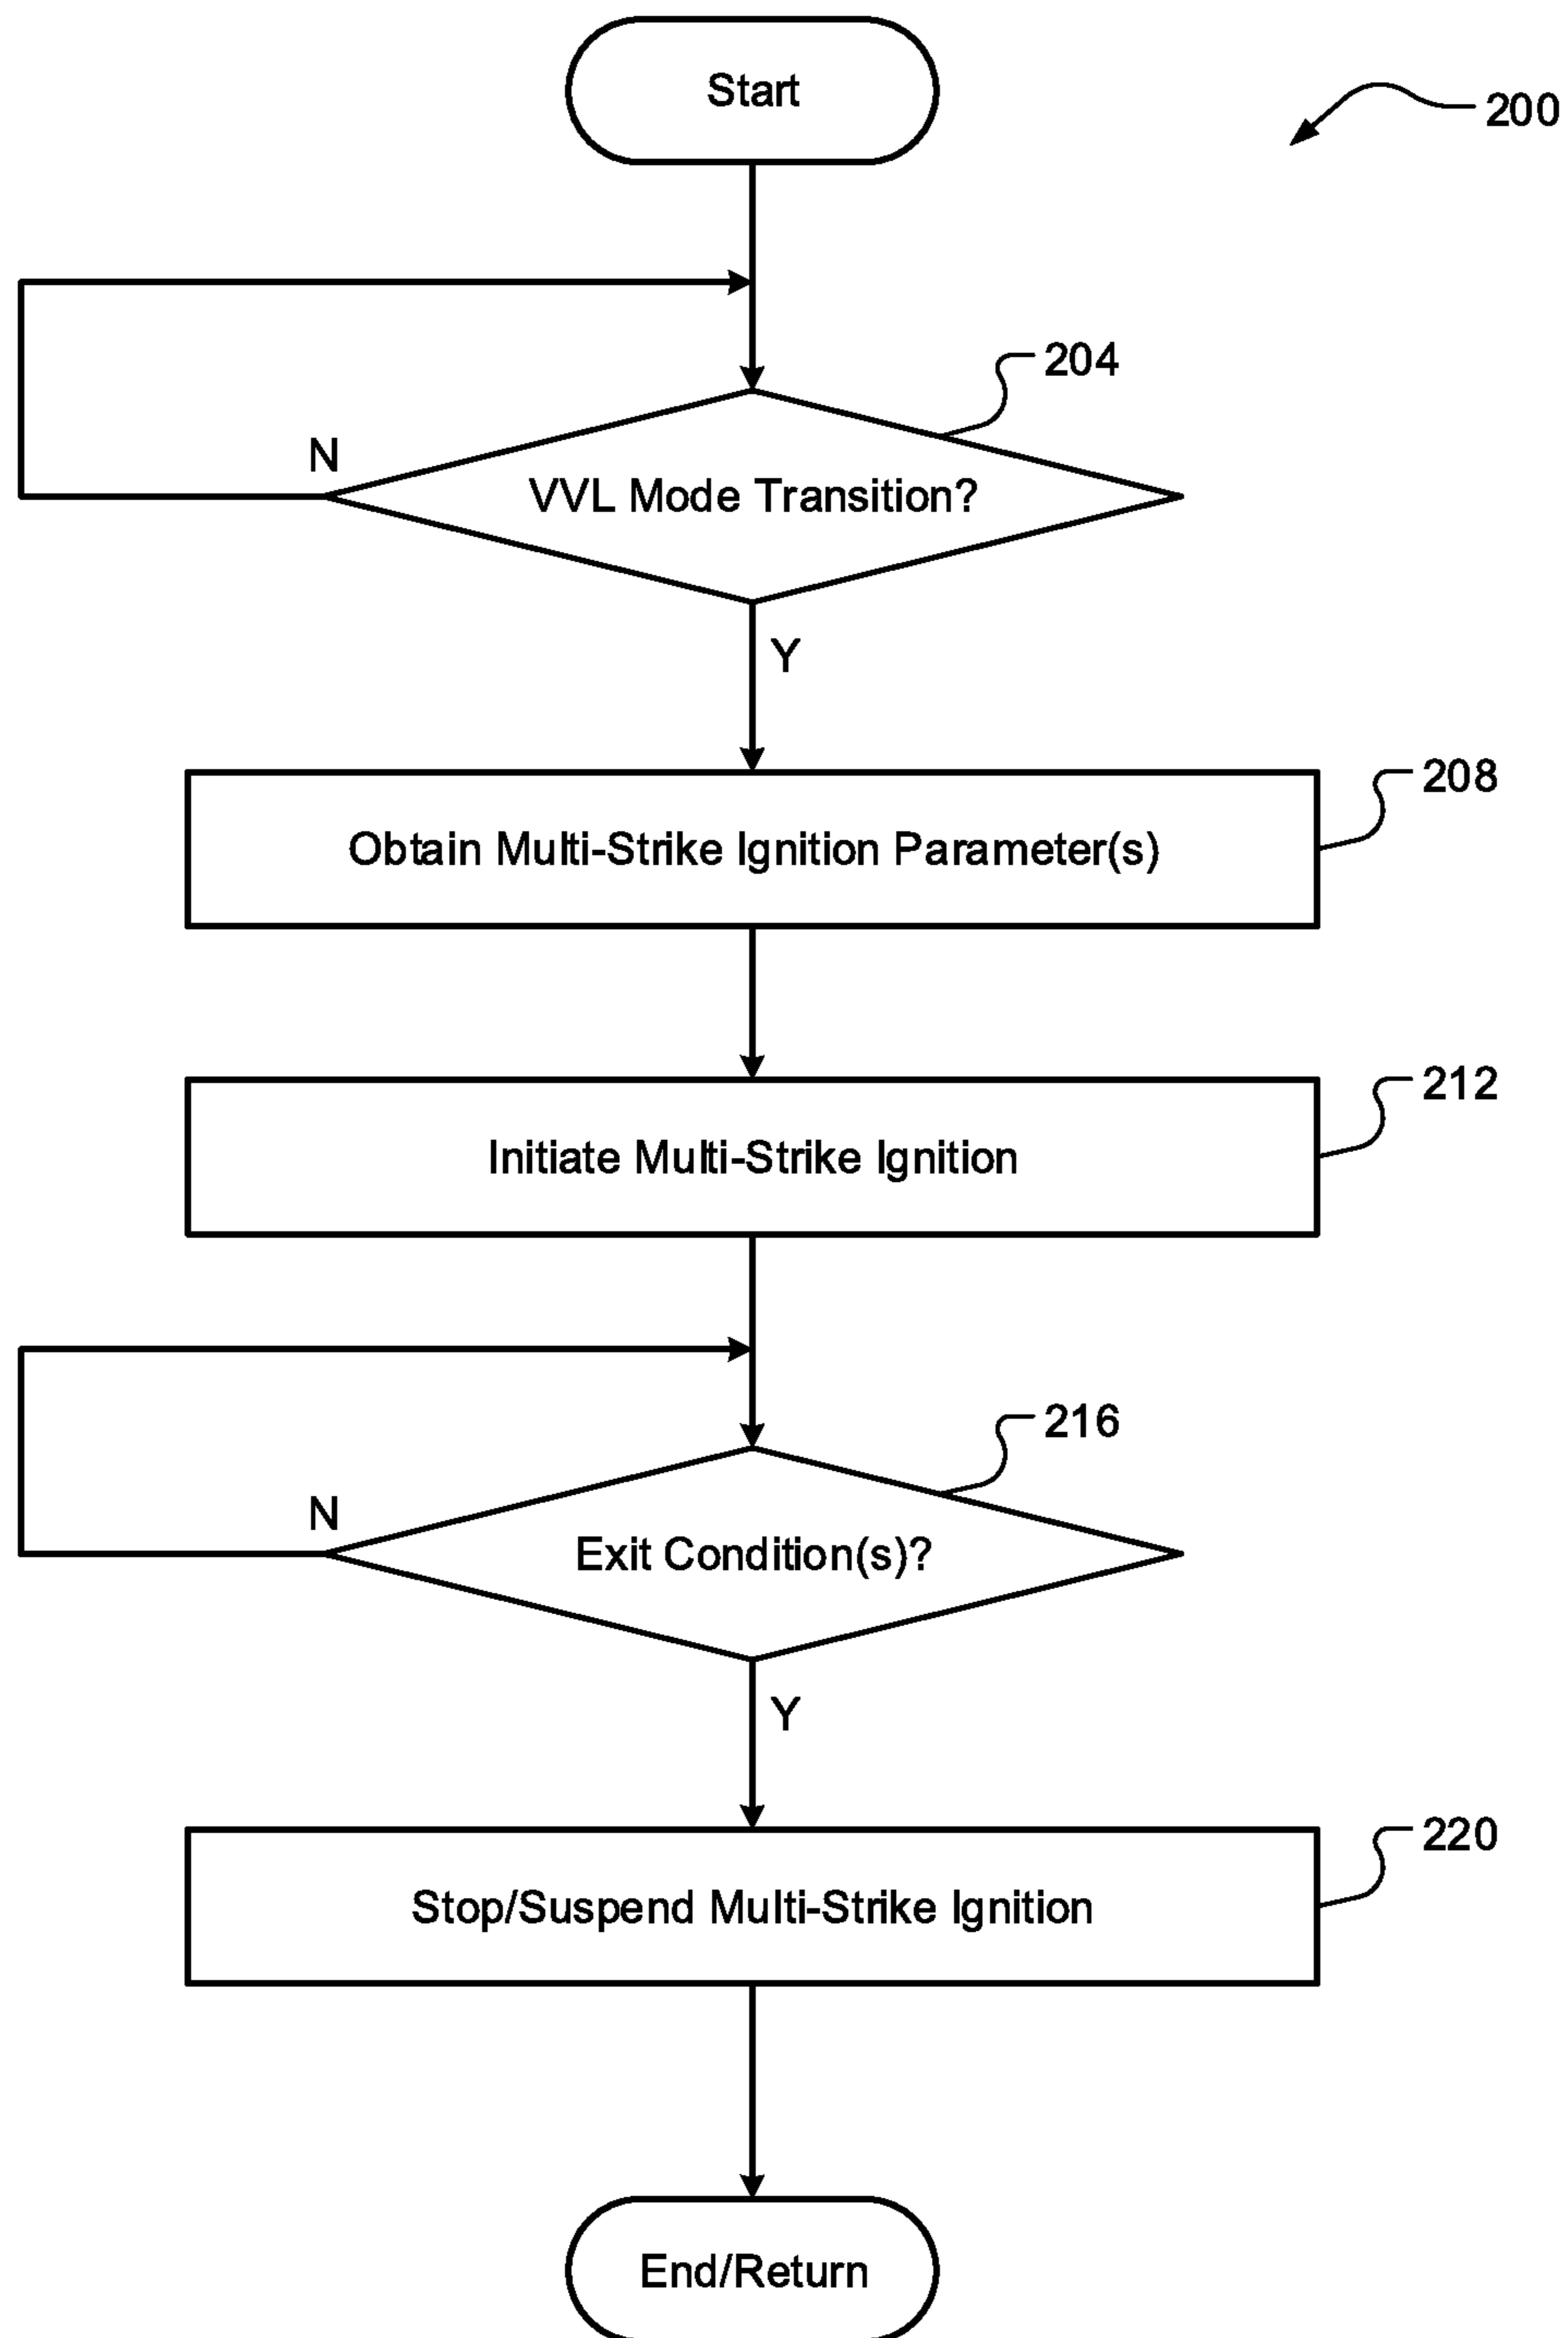 Start
200
204
N
VVL Mode Transition?
Y
208
Obtain Multi-Strike Ignition Parameter(s)
212
Initiate Multi-Strike Ignition
216
N
Exit Condition(s)?
Y
220
Stop/Suspend Multi-Strike Ignition
End/Return